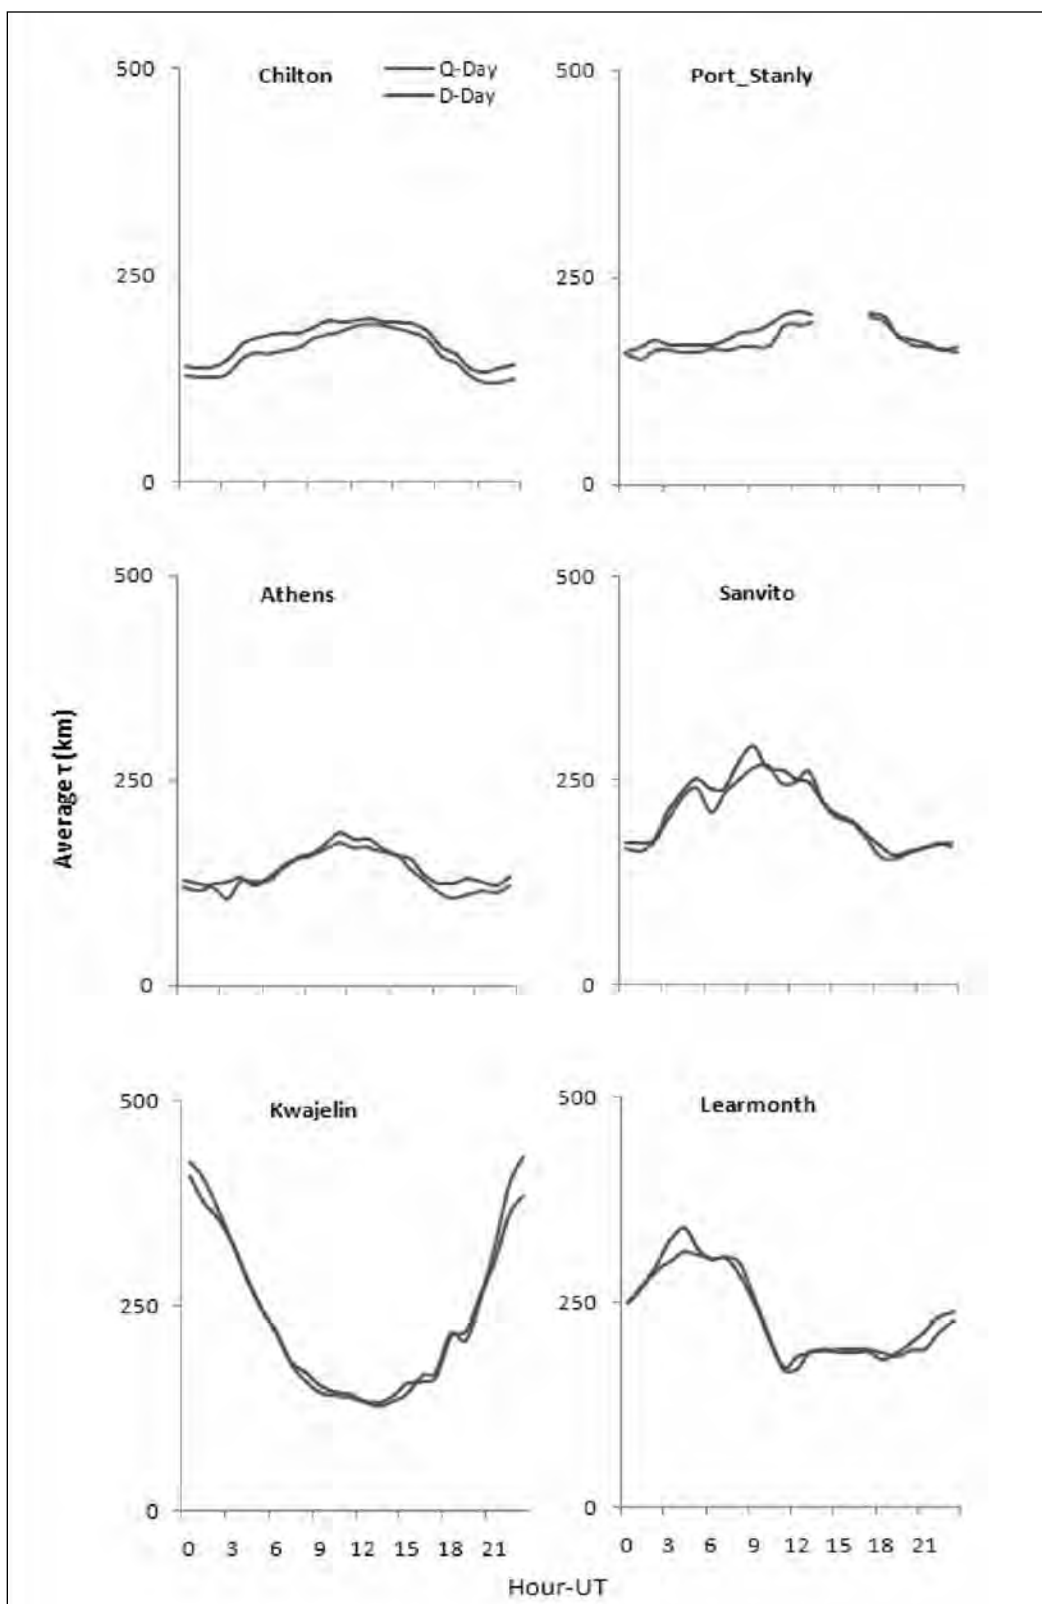 500
Chilton
Q-Day
D-Day
250
0
500
Port_Stanly
250
0
500
Athens
250
0
500
Sanvito
250
0
Average τ(km)
500
Kwajelin
250
0
0 3 6 9 12 15 18 21
500
Learmonth
250
0
0 3 6 9 12 15 18 21
Hour-UT